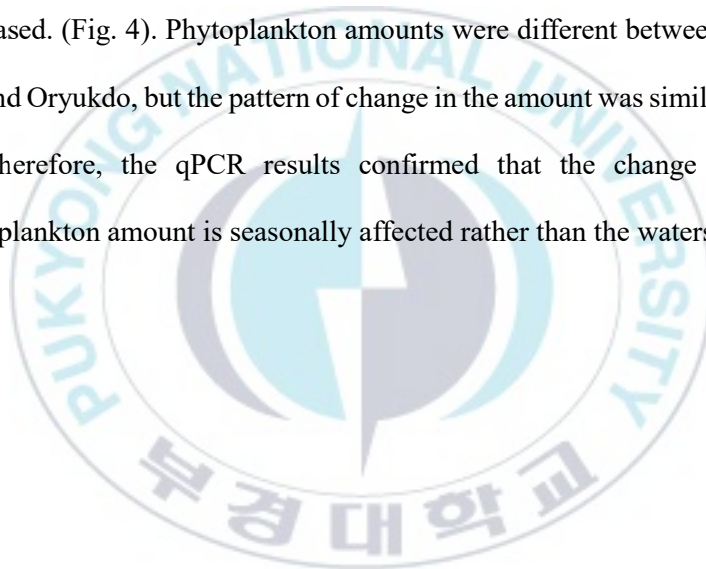 ased. (Fig. 4). Phytoplankton amounts were different betwee
nd Oryukdo, but the pattern of change in the amount was simil
herefore, the qPCR results confirmed that the change
plankton amount is seasonally affected rather than the waters
PUKYONG NATIONAL UNIVERSITY
부경대학교